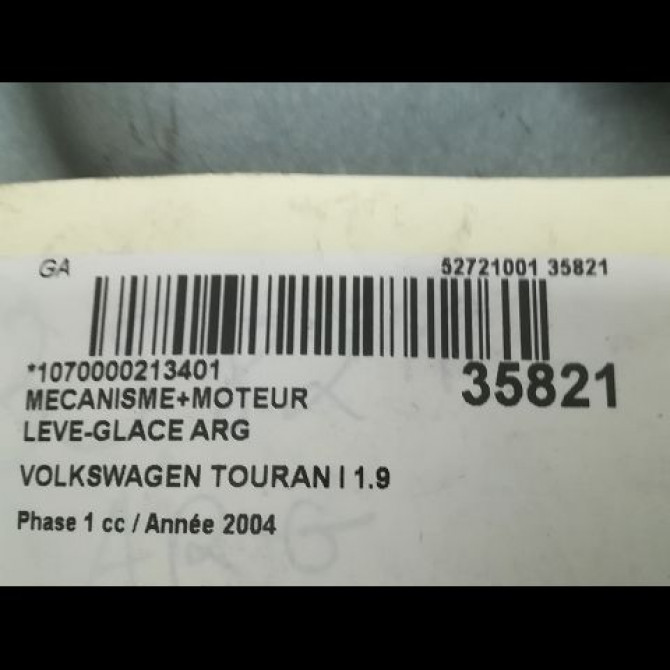 GA 52721001 35821
*1070000213401 35821
MECANISME+MOTEUR
LEVE-GLACE ARG
VOLKSWAGEN TOURAN I 1.9
Phase 1 cc / Année 2004